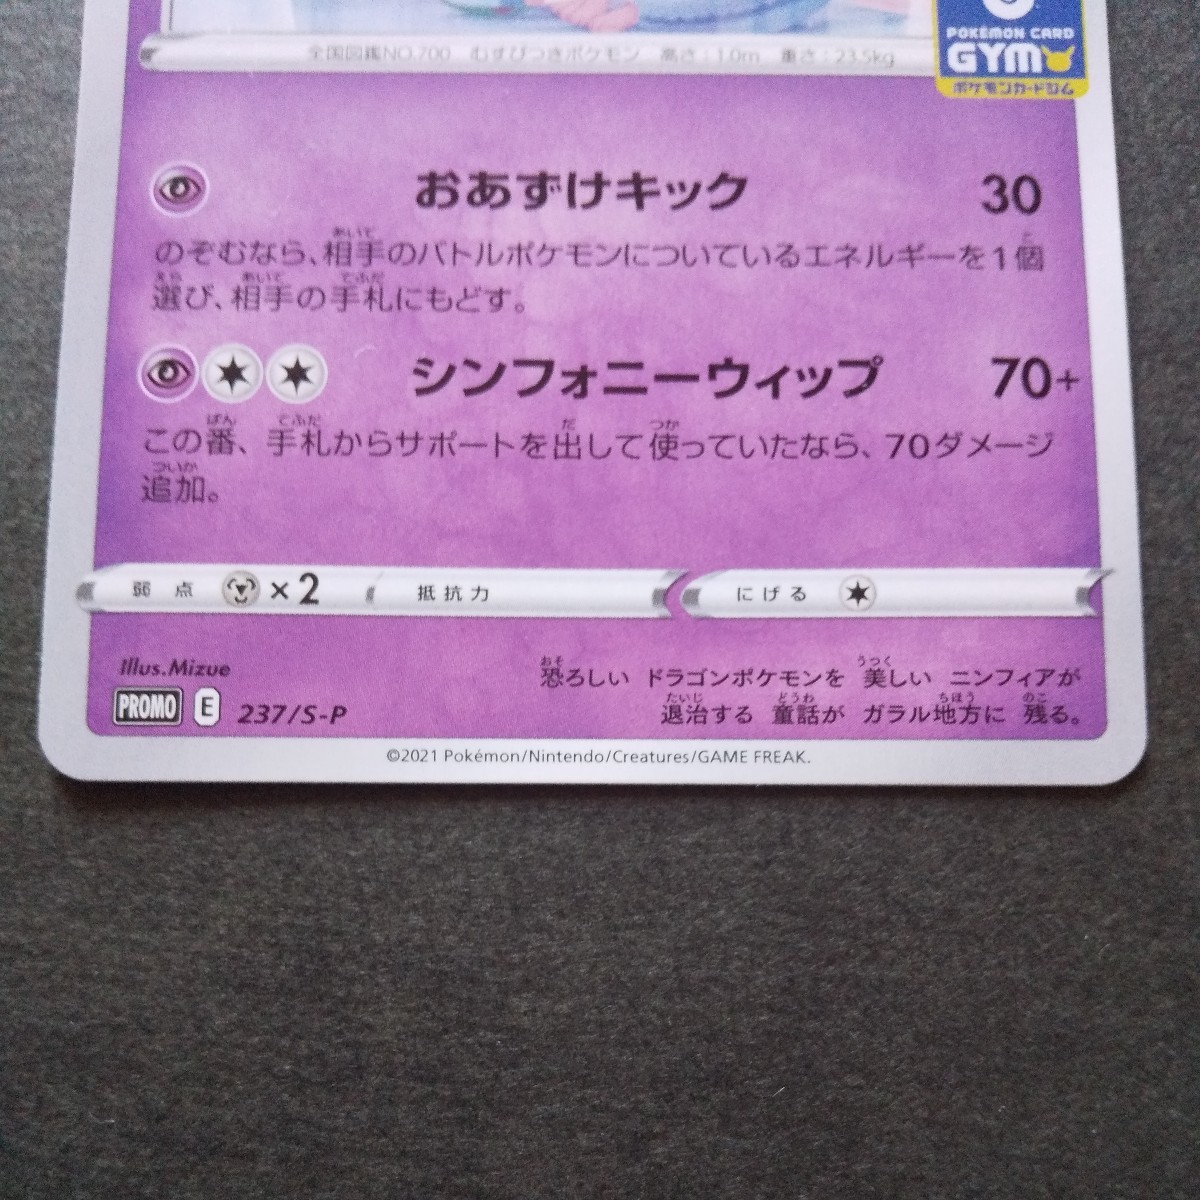 全国図鑑NO.700 むすびつきポケモン 高さ:1.0m 重さ:23.5kg
POKÉMON CARD
GYM
ポケモンカードジム
おあずけキック 30
のぞむなら、相手のバトルポケモンについているエネルギーを1個
選び、相手の手札にもどす。
シンフォニーウィップ 70+
この番、手札からサポートを出して使っていたなら、70ダメージ
追加。
弱点 ×2 抵抗力 にげる
Illus.Mizue
PROMO E 237/S-P
恐ろしい ドラゴンポケモンを 美しい ニンフィアが
退治する 童話が ガラル地方に 残る。
©2021 Pokémon/Nintendo/Creatures/GAME FREAK.